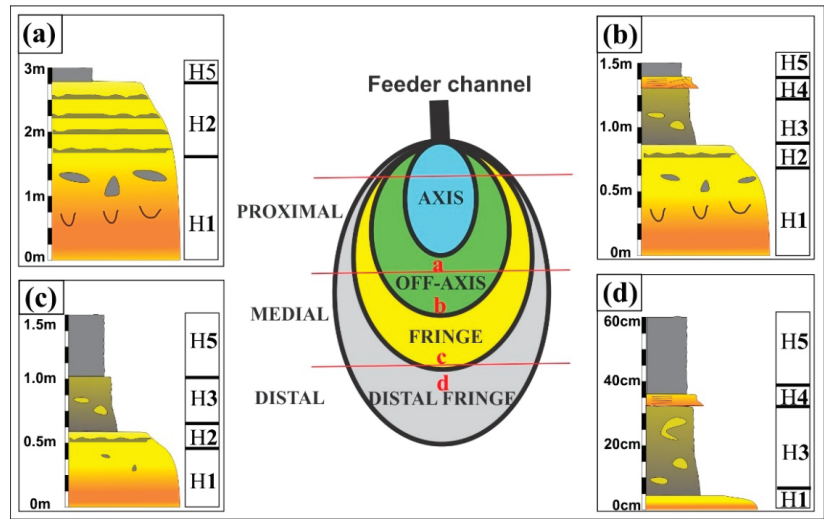 (a)
3m
2m
1m
0m
H5
H2
H1
Feeder channel
AXIS
PROXIMAL
a
OFF-AXIS
b
MEDIAL
FRINGE
c
d
DISTAL
DISTAL FRINGE
(b)
1.5m
1.0m
0.5m
0m
H5
H4
H3
H2
H1
(c)
1.5m
1.0m
0.5m
0m
H5
H3
H2
H1
(d)
60cm
40cm
20cm
0cm
H5
H4
H3
H1